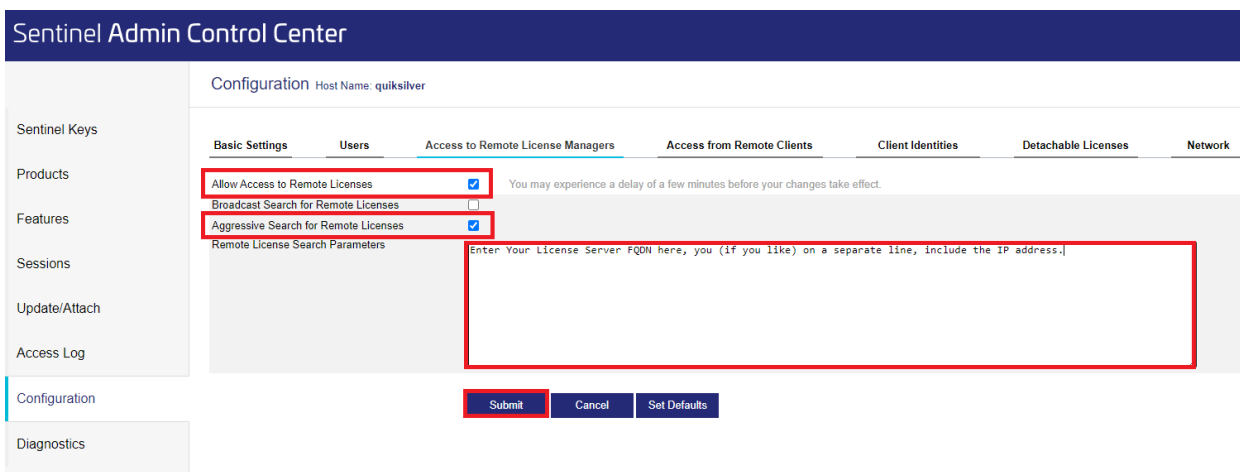 Sentinel Admin Control Center
Configuration Host Name: quiksilver
Sentinel Keys
Products
Features
Sessions
Update/Attach
Access Log
Configuration
Diagnostics
Basic Settings Users Access to Remote License Managers Access from Remote Clients Client Identities Detachable Licenses Network
Allow Access to Remote Licenses You may experience a delay of a few minutes before your changes take effect.
Broadcast Search for Remote Licenses
Aggressive Search for Remote Licenses
Remote License Search Parameters
Enter Your License Server FQDN here, you (if you like) on a separate line, include the IP address.
Submit Cancel Set Defaults